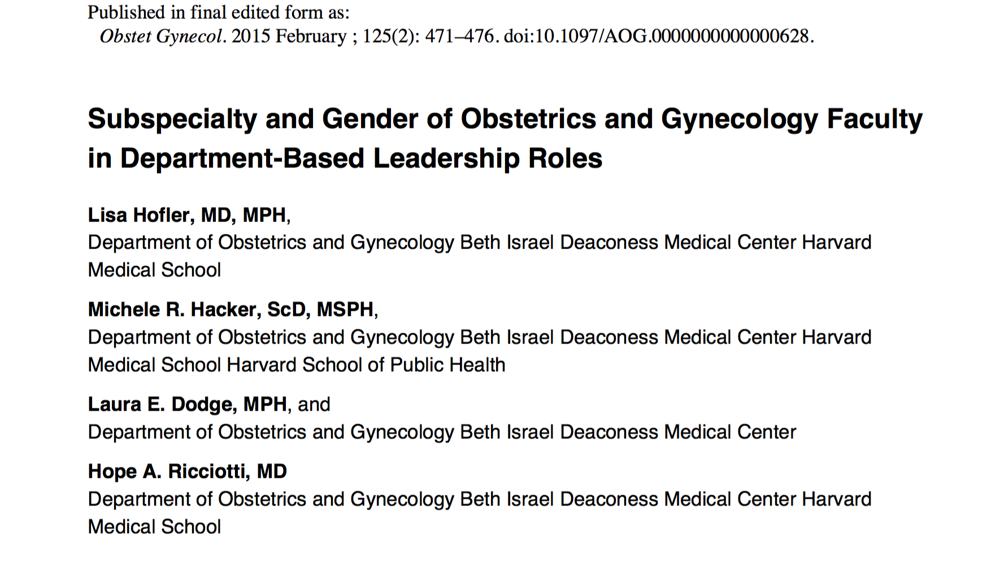 Published in final edited form as:
Obstet Gynecol. 2015 February ; 125(2): 471–476. doi:10.1097/AOG.0000000000000628.
Subspecialty and Gender of Obstetrics and Gynecology Faculty
in Department-Based Leadership Roles
Lisa Hofler, MD, MPH,
Department of Obstetrics and Gynecology Beth Israel Deaconess Medical Center Harvard
Medical School
Michele R. Hacker, ScD, MSPH,
Department of Obstetrics and Gynecology Beth Israel Deaconess Medical Center Harvard
Medical School Harvard School of Public Health
Laura E. Dodge, MPH, and
Department of Obstetrics and Gynecology Beth Israel Deaconess Medical Center
Hope A. Ricciotti, MD
Department of Obstetrics and Gynecology Beth Israel Deaconess Medical Center Harvard
Medical School